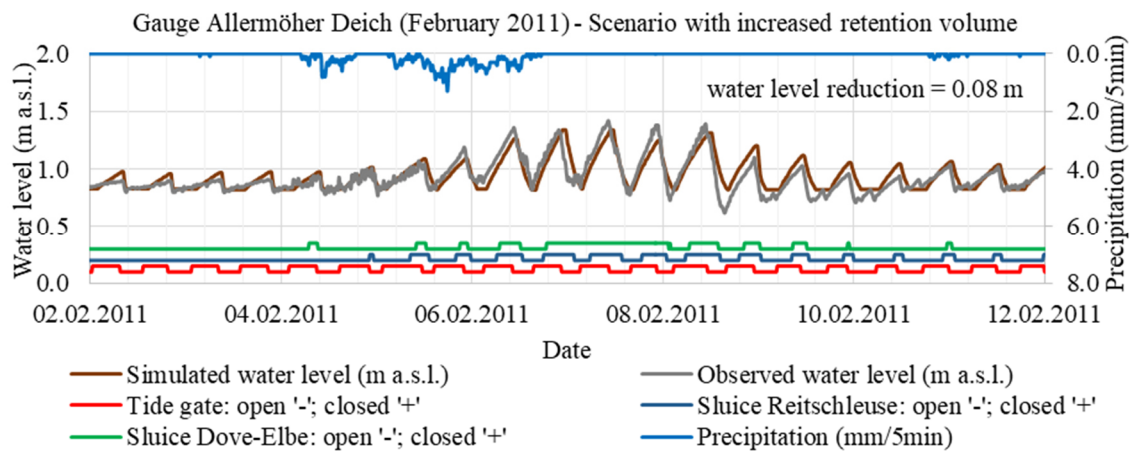 Gauge Allermöher Deich (February 2011) - Scenario with increased retention volume
Water level (m a.s.l.)
2.0
1.5
1.0
0.5
0.0
water level reduction = 0.08 m
0.0
2.0
4.0
6.0
8.0
Precipitation (mm/5min)
02.02.2011 04.02.2011 06.02.2011 08.02.2011 10.02.2011 12.02.2011
Date
Simulated water level (m a.s.l.) Observed water level (m a.s.l.)
Tide gate: open '-'; closed '+' Sluice Reitschleuse: open '-'; closed '+'
Sluice Dove-Elbe: open '-'; closed '+' Precipitation (mm/5min)